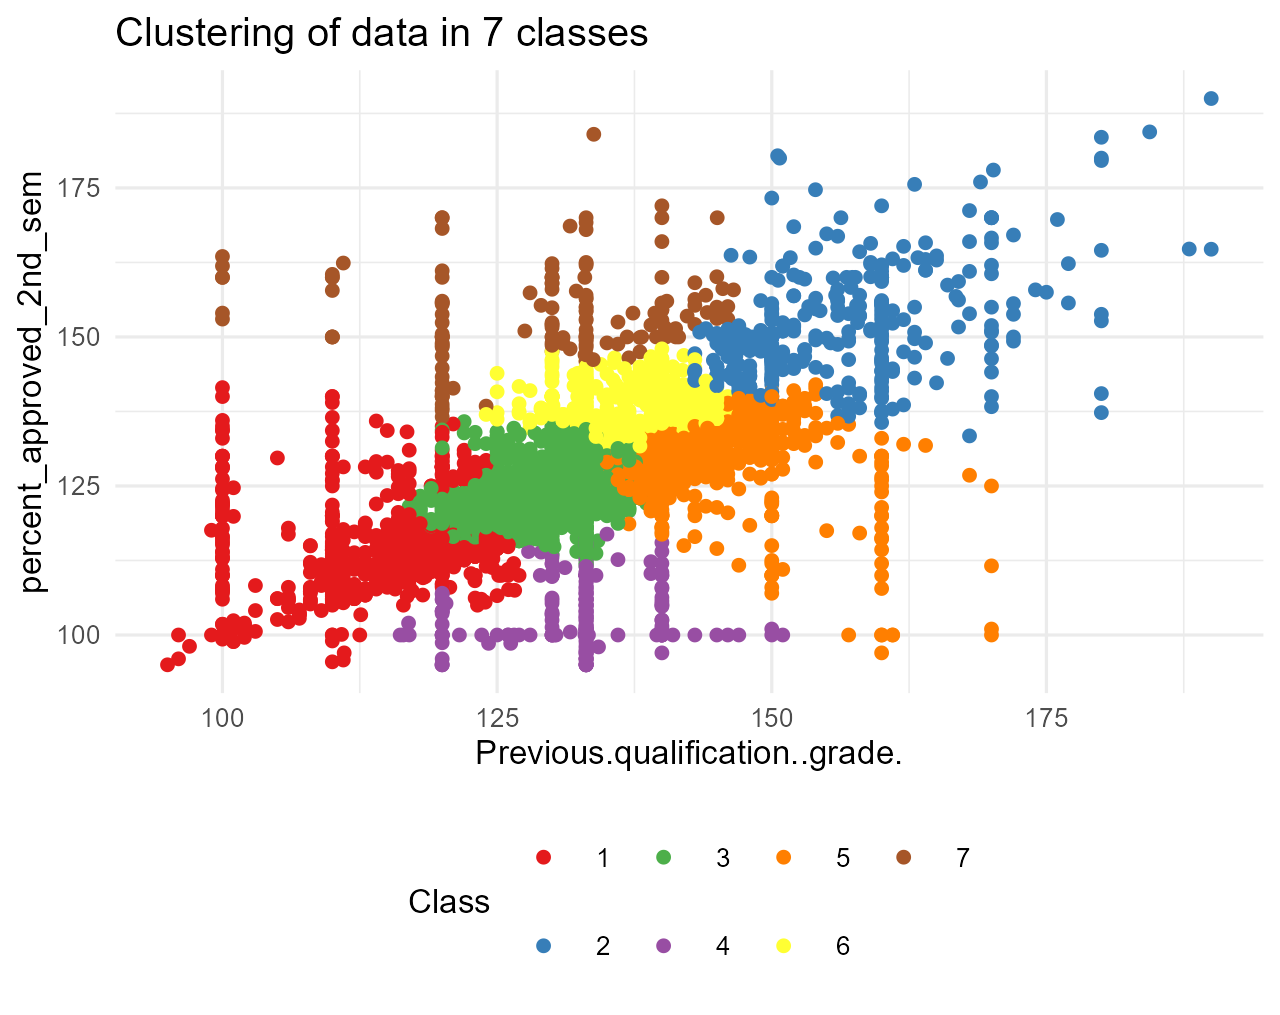 Clustering of data in 7 classes
percent_approved_2nd_sem
175
150
125
100
100 125 150 175
Previous.qualification..grade.
Class
1 3 5 7
2 4 6